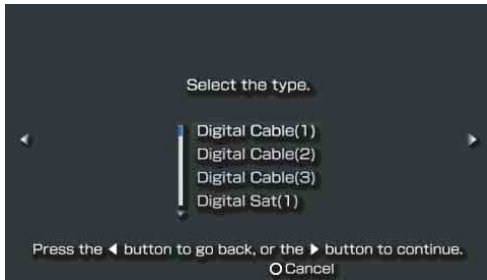 Select the type.
Digital Cable(1)
Digital Cable(2)
Digital Cable(3)
Digital Sat(1)
Press the ◀ button to go back, or the ▶ button to continue.
○Cancel